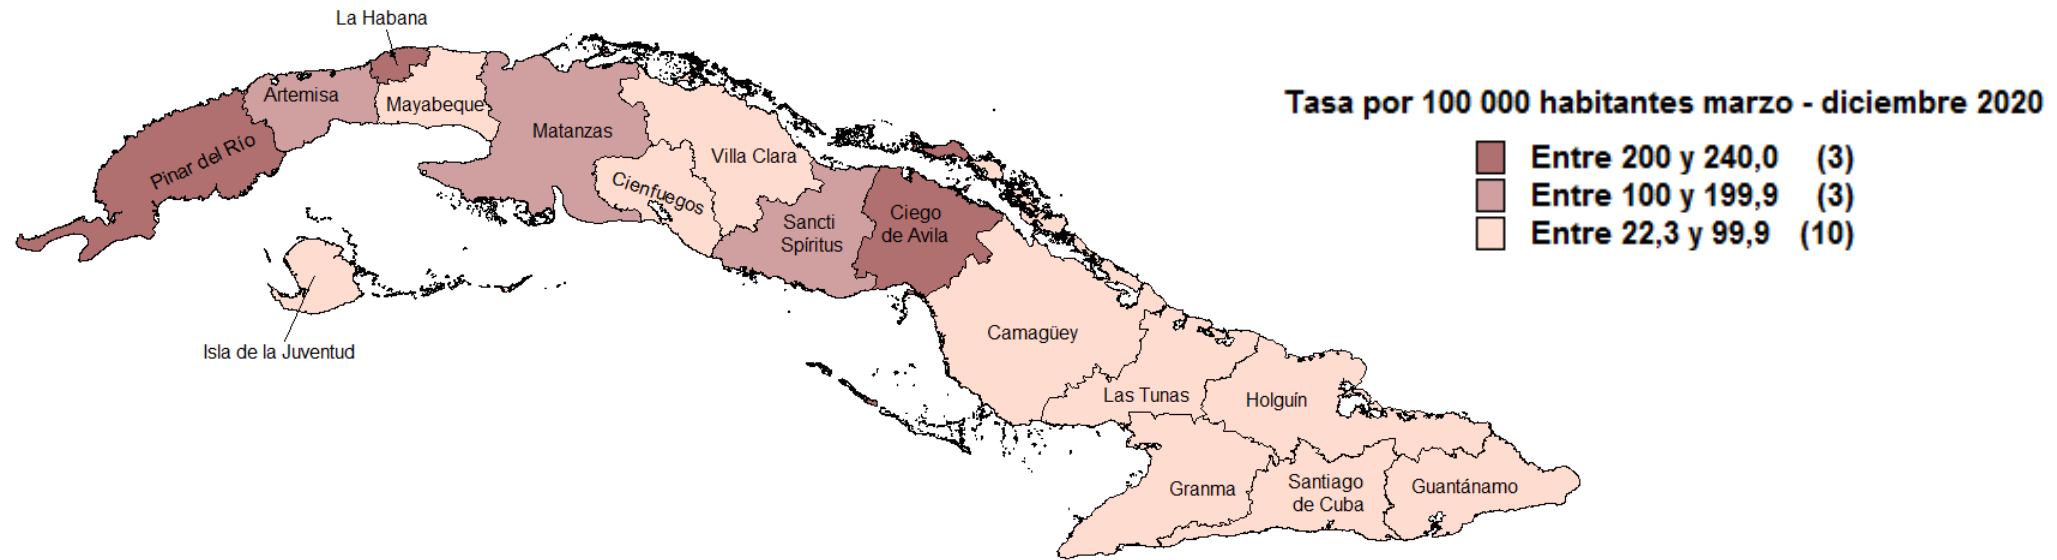 La Habana
Artemisa
Mayabeque
Pinar del Río
Matanzas
Villa Clara
Cienfuegos
Sancti
Spíritus
Ciego
de Avila
Isla de la Juventud
Camagüey
Las Tunas
Holguín
Granma
Santiago
de Cuba
Guantánamo
Tasa por 100 000 habitantes marzo - diciembre 2020
Entre 200 y 240,0 (3)
Entre 100 y 199,9 (3)
Entre 22,3 y 99,9 (10)